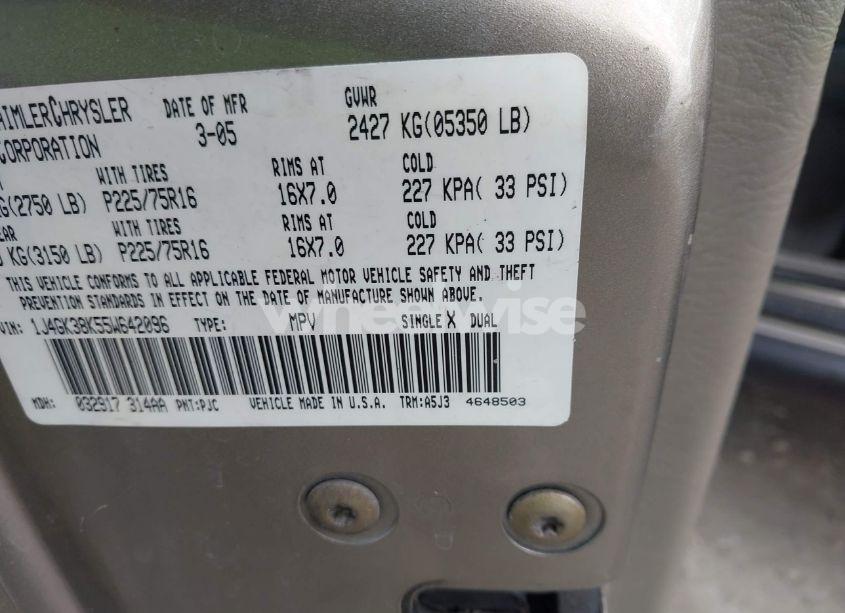 AIMLERCHRYSLER DATE OF MFR GVWR
CORPORATION 3-05 2427 KG(05350 LB)
WITH TIRES RIMS AT COLD
G(2750 LB) P225/75R16 16X7.0 227 KPA( 33 PSI)
EAR WITH TIRES RIMS AT COLD
KG(3150 LB) P225/75R16 16X7.0 227 KPA( 33 PSI)
THIS VEHICLE CONFORMS TO ALL APPLICABLE FEDERAL MOTOR VEHICLE SAFETY AND THEFT
PREVENTION STANDARDS IN EFFECT ON THE DATE OF MANUFACTURE SHOWN ABOVE.
VIN: 1J4GK38K55W642096 TYPE: MPV SINGLE X DUAL
wheelwise
MDH: 032917 314AA PNT:PJC VEHICLE MADE IN U.S.A. TRM:A5J3 4648503